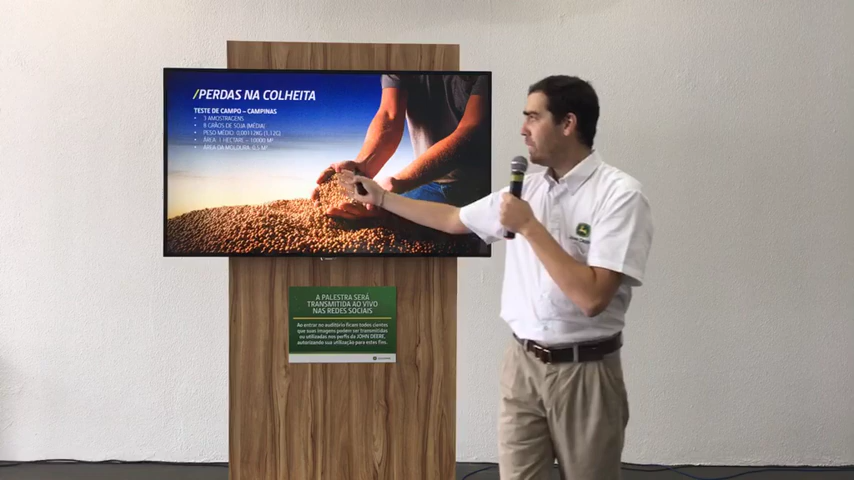 /PERDAS NA COLHEITA
TESTE DE CAMPO – CAMPINAS
• 3 AMOSTRAGENS
• 8 GRÃOS DE SOJA (MÉDIA)
• PESO MÉDIO: 0,00112KG (1,12G)
• ÁREA: 1 HECTARE – 10000 M²
• ÁREA DA MOLDURA: 0,5 M²
A PALESTRA SERÁ
TRANSMITIDA AO VIVO
NAS REDES SOCIAIS
Ao entrar no auditório ficam todos cientes
que suas imagens podem ser transmitidas
ou utilizadas nos perfis da JOHN DEERE,
autorizando sua utilização para estes fins.